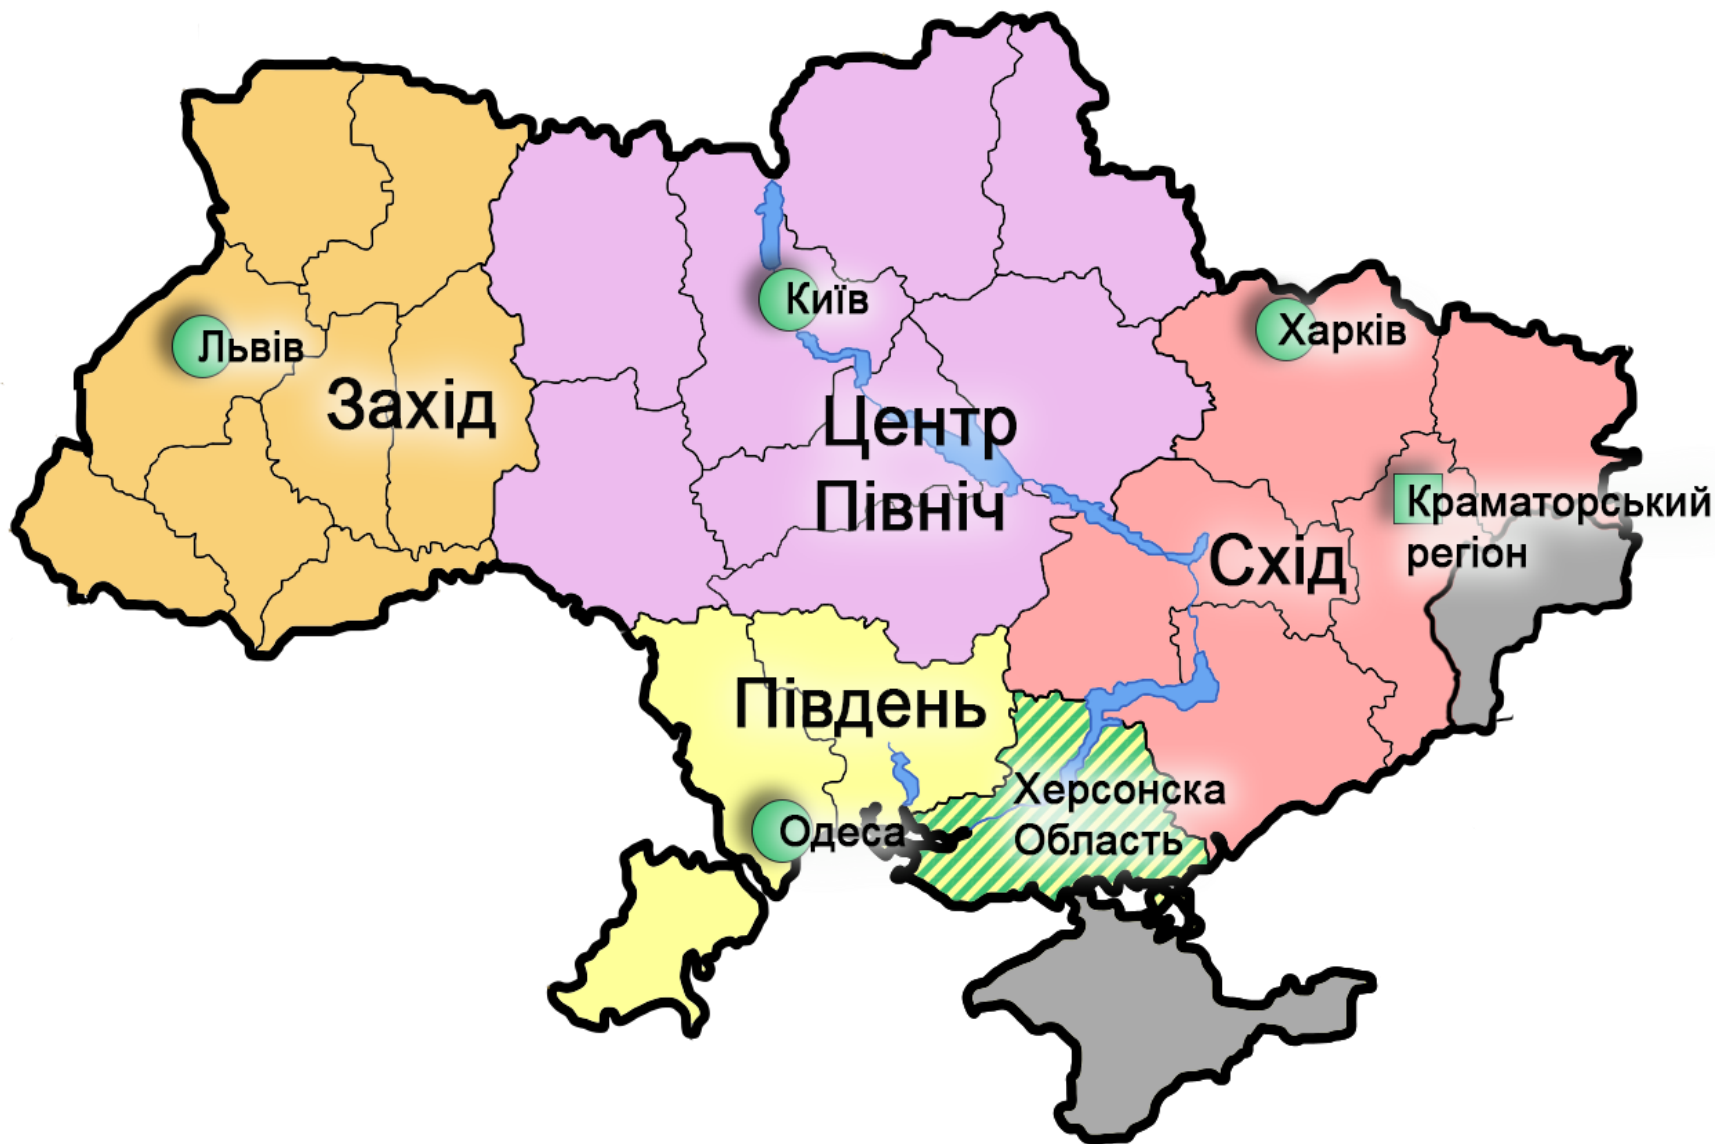 Київ
Харків
Львів
Захід
Центр
Північ
Краматорський
регіон
Схід
Південь
Херсонска
Область
Одеса